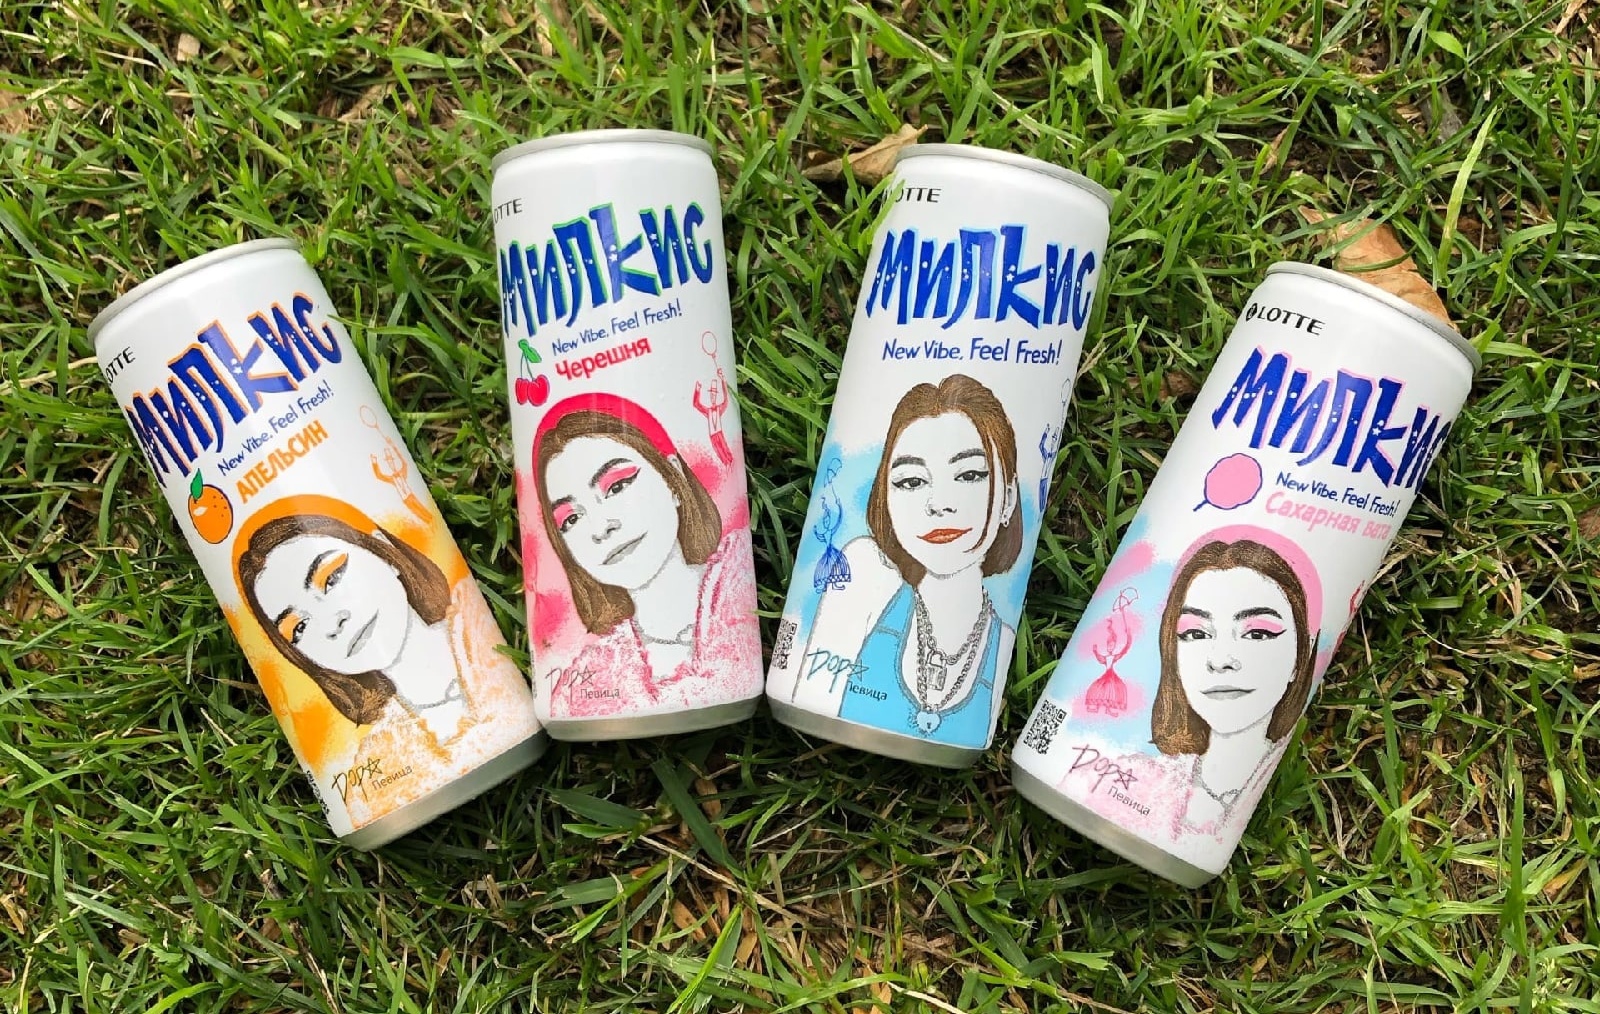 LOTTE
МИЛКИС
New Vibe, Feel Fresh!
АПЕЛЬСИН
Дора
Певица
LOTTE
МИЛКИС
New Vibe, Feel Fresh!
Черешня
Дора
Певица
LOTTE
МИЛКИС
New Vibe, Feel Fresh!
Дора
Певица
LOTTE
МИЛКИС
New Vibe, Feel Fresh!
Сахарная вата
Дора
Певица